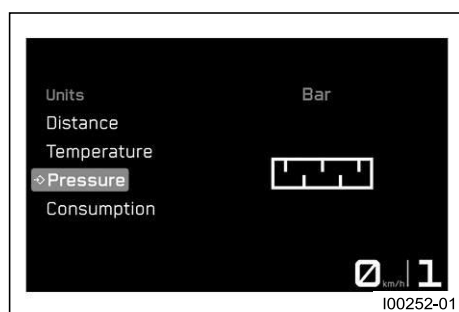 Units
Bar
Distance
Temperature
Pressure
Consumption
0 km/h 1
I00252-01